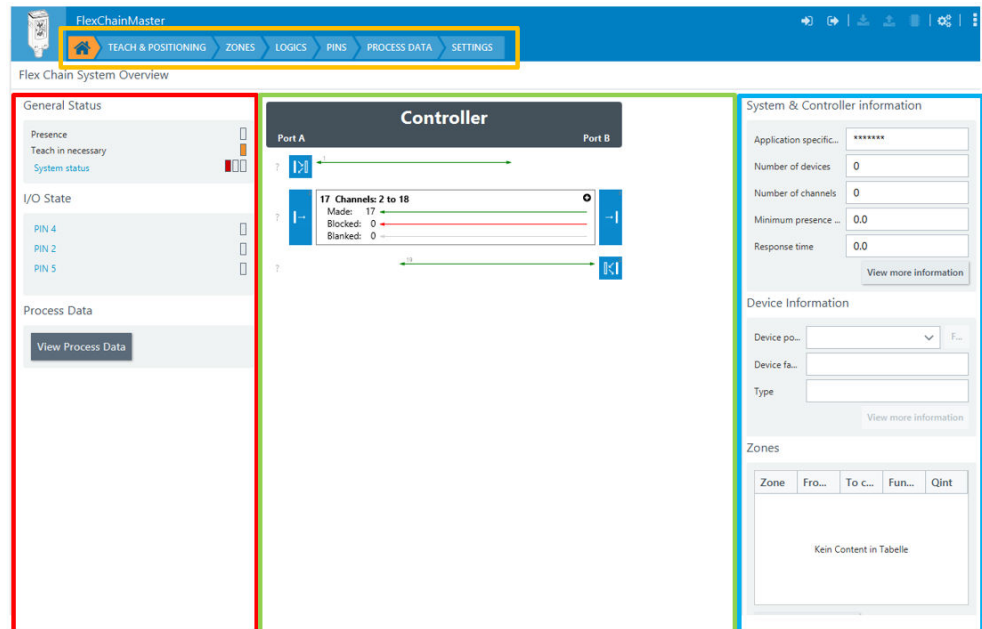 FlexChainMaster
TEACH & POSITIONING ZONES LOGICS PINS PROCESS DATA SETTINGS
Flex Chain System Overview
General Status
Presence
Teach in necessary
System status
I/O State
PIN 4
PIN 2
PIN 5
Process Data
View Process Data
Controller
Port A Port B
? 1
17 Channels: 2 to 18
? Made: 17
Blocked: 0
Blanked: 0
? 19
System & Controller information
Application specific... *******
Number of devices 0
Number of channels 0
Minimum presence ... 0.0
Response time 0.0
View more information
Device Information
Device po... F...
Device fa...
Type
View more information
Zones
Zone Fro... To c... Fun... Qint
Kein Content in Tabelle